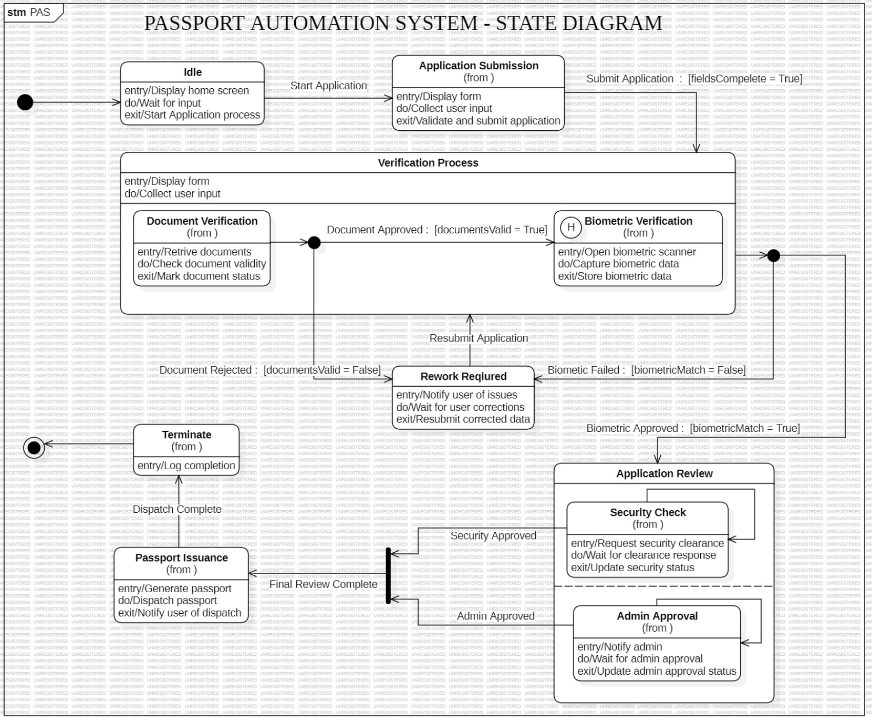 stm PAS
PASSPORT AUTOMATION SYSTEM - STATE DIAGRAM
Idle
entry/Display home screen
do/Wait for input
exit/Start Application process
Start Application
Application Submission
(from )
entry/Display form
do/Collect user input
exit/Validate and submit application
Submit Application : [fieldsCompelete = True]
Verification Process
entry/Display form
do/Collect user input
Document Verification
(from )
entry/Retrive documents
do/Check document validity
exit/Mark document status
Document Approved : [documentsValid = True]
H
Biometric Verification
(from )
entry/Open biometric scanner
do/Capture biometric data
exit/Store biometric data
Resubmit Application
Document Rejected : [documentsValid = False]
Rework ReqIured
entry/Notify user of issues
do/Wait for user corrections
exit/Resubmit corrected data
Biometic Failed : [biometricMatch = False]
Biometric Approved : [biometricMatch = True]
Terminate
(from )
entry/Log completion
Dispatch Complete
Application Review
Security Check
(from )
entry/Request security clearance
do/Wait for clearance response
exit/Update security status
Security Approved
Passport Issuance
(from )
entry/Generate passport
do/Dispatch passport
exit/Notify user of dispatch
Final Review Complete
Admin Approved
Admin Approval
(from )
entry/Notify admin
do/Wait for admin approval
exit/Update admin approval status
UNREGISTERED